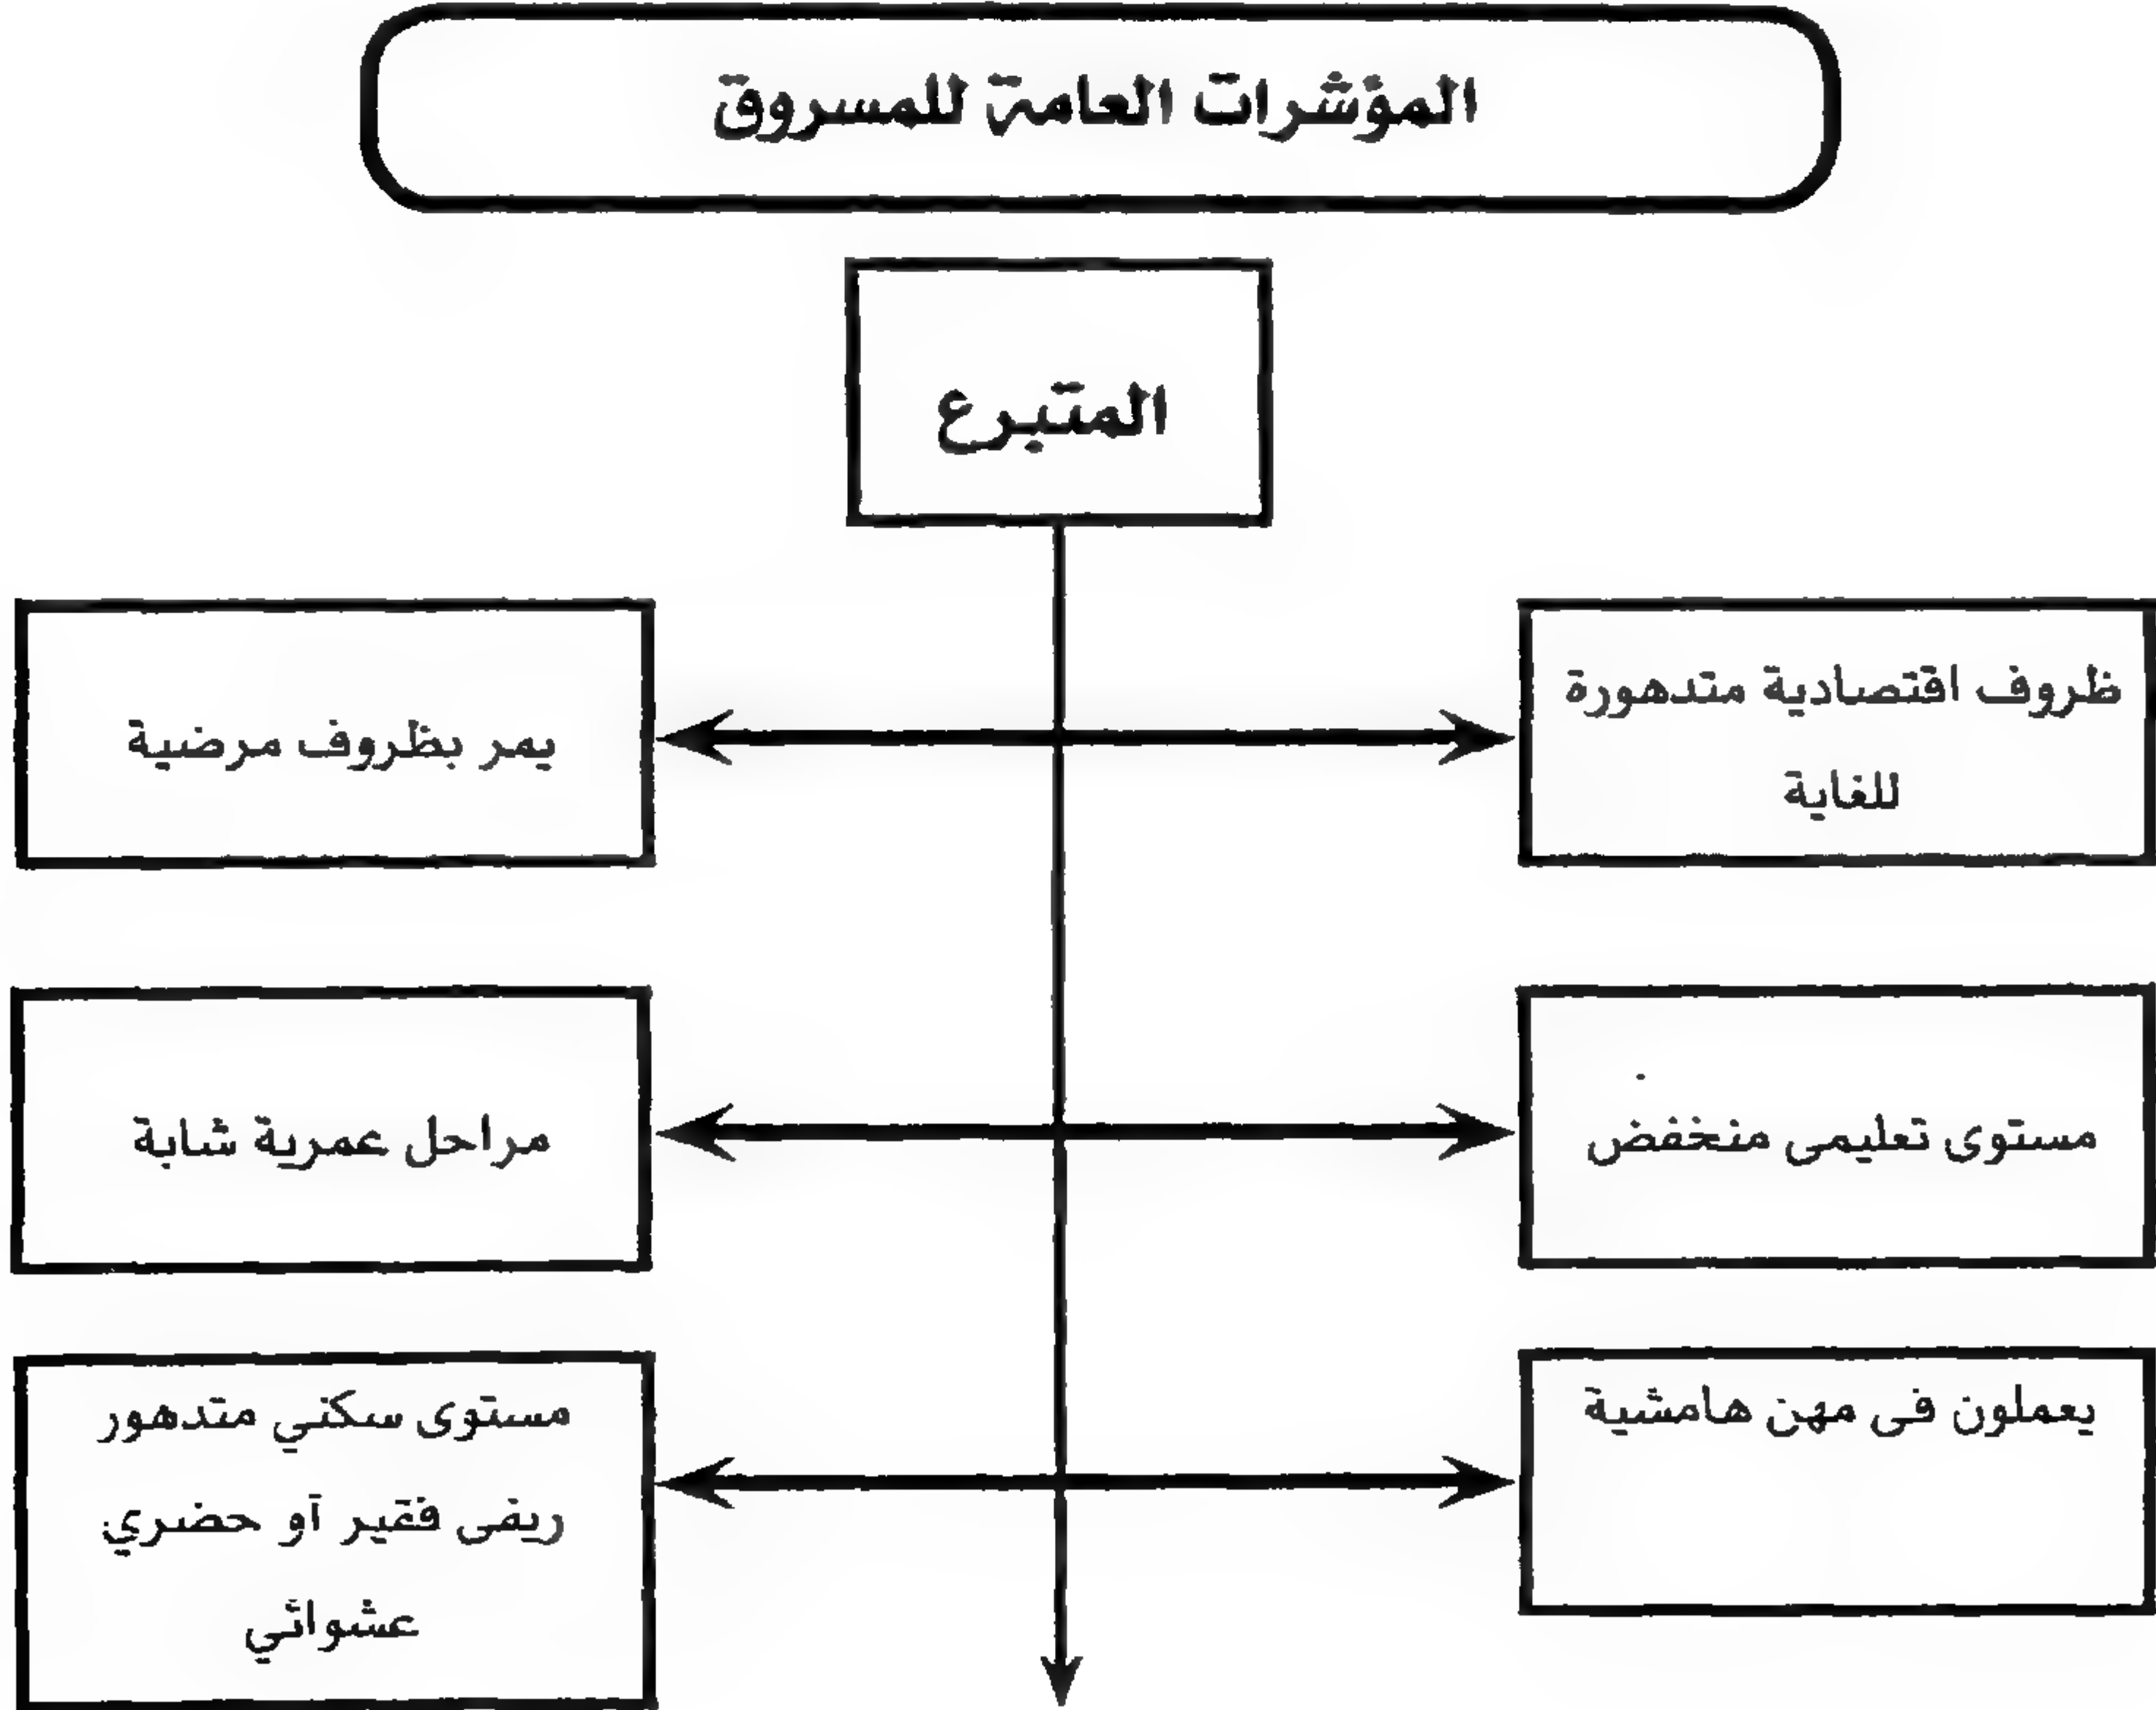 المؤشرات العامة للمسروق
المتبرع
ظروف اقتصادية متدهورة
للغاية
يمر بظروف مرضية
مستوى تعليمى منخفض
مراحل عمرية شابة
يعملون فى مهن هامشية
مستوى سكني متدهور
ريفى فقير أو حضري
عشوائي